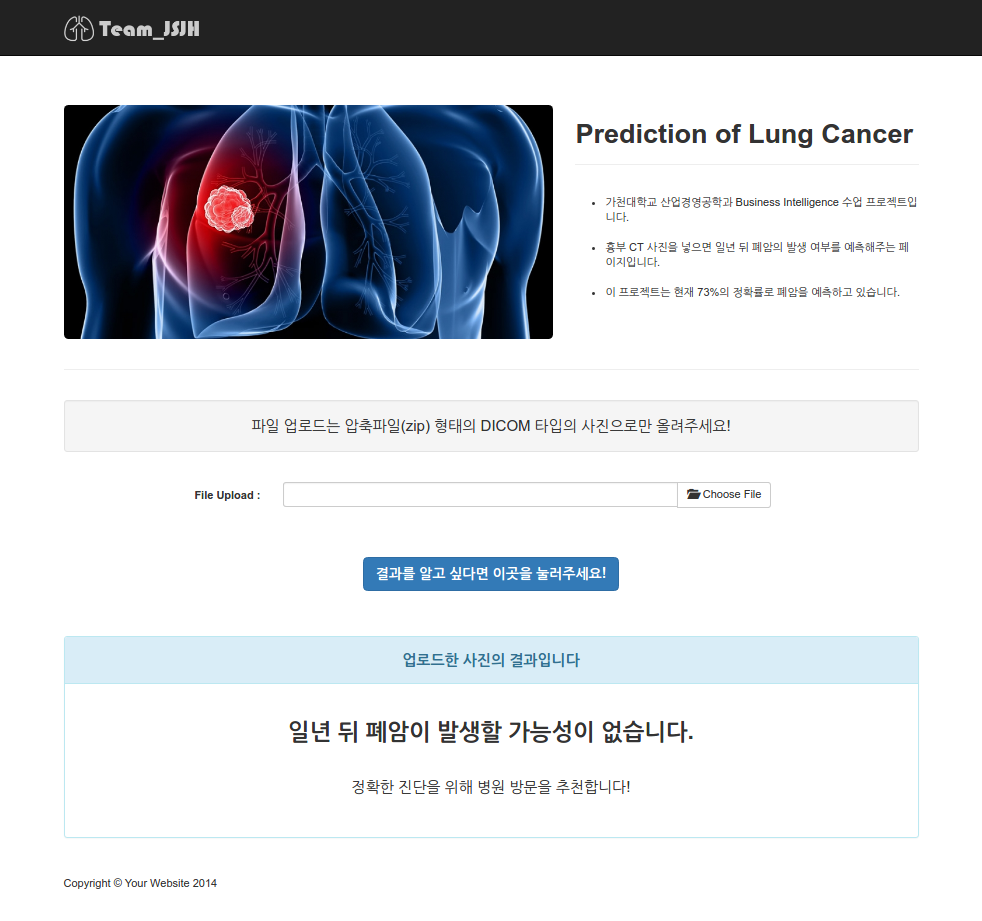 Team_JSJH
Prediction of Lung Cancer
가천대학교 산업경영공학과 Business Intelligence 수업 프로젝트입
니다.
흉부 CT 사진을 넣으면 일년 뒤 폐암의 발생 여부를 예측해주는 페
이지입니다.
이 프로젝트는 현재 73%의 정확률로 폐암을 예측하고 있습니다.
파일 업로드는 압축파일(zip) 형태의 DICOM 타입의 사진으로만 올려주세요!
File Upload : Choose File
결과를 알고 싶다면 이곳을 눌러주세요!
업로드한 사진의 결과입니다
일년 뒤 폐암이 발생할 가능성이 없습니다.
정확한 진단을 위해 병원 방문을 추천합니다!
Copyright © Your Website 2014